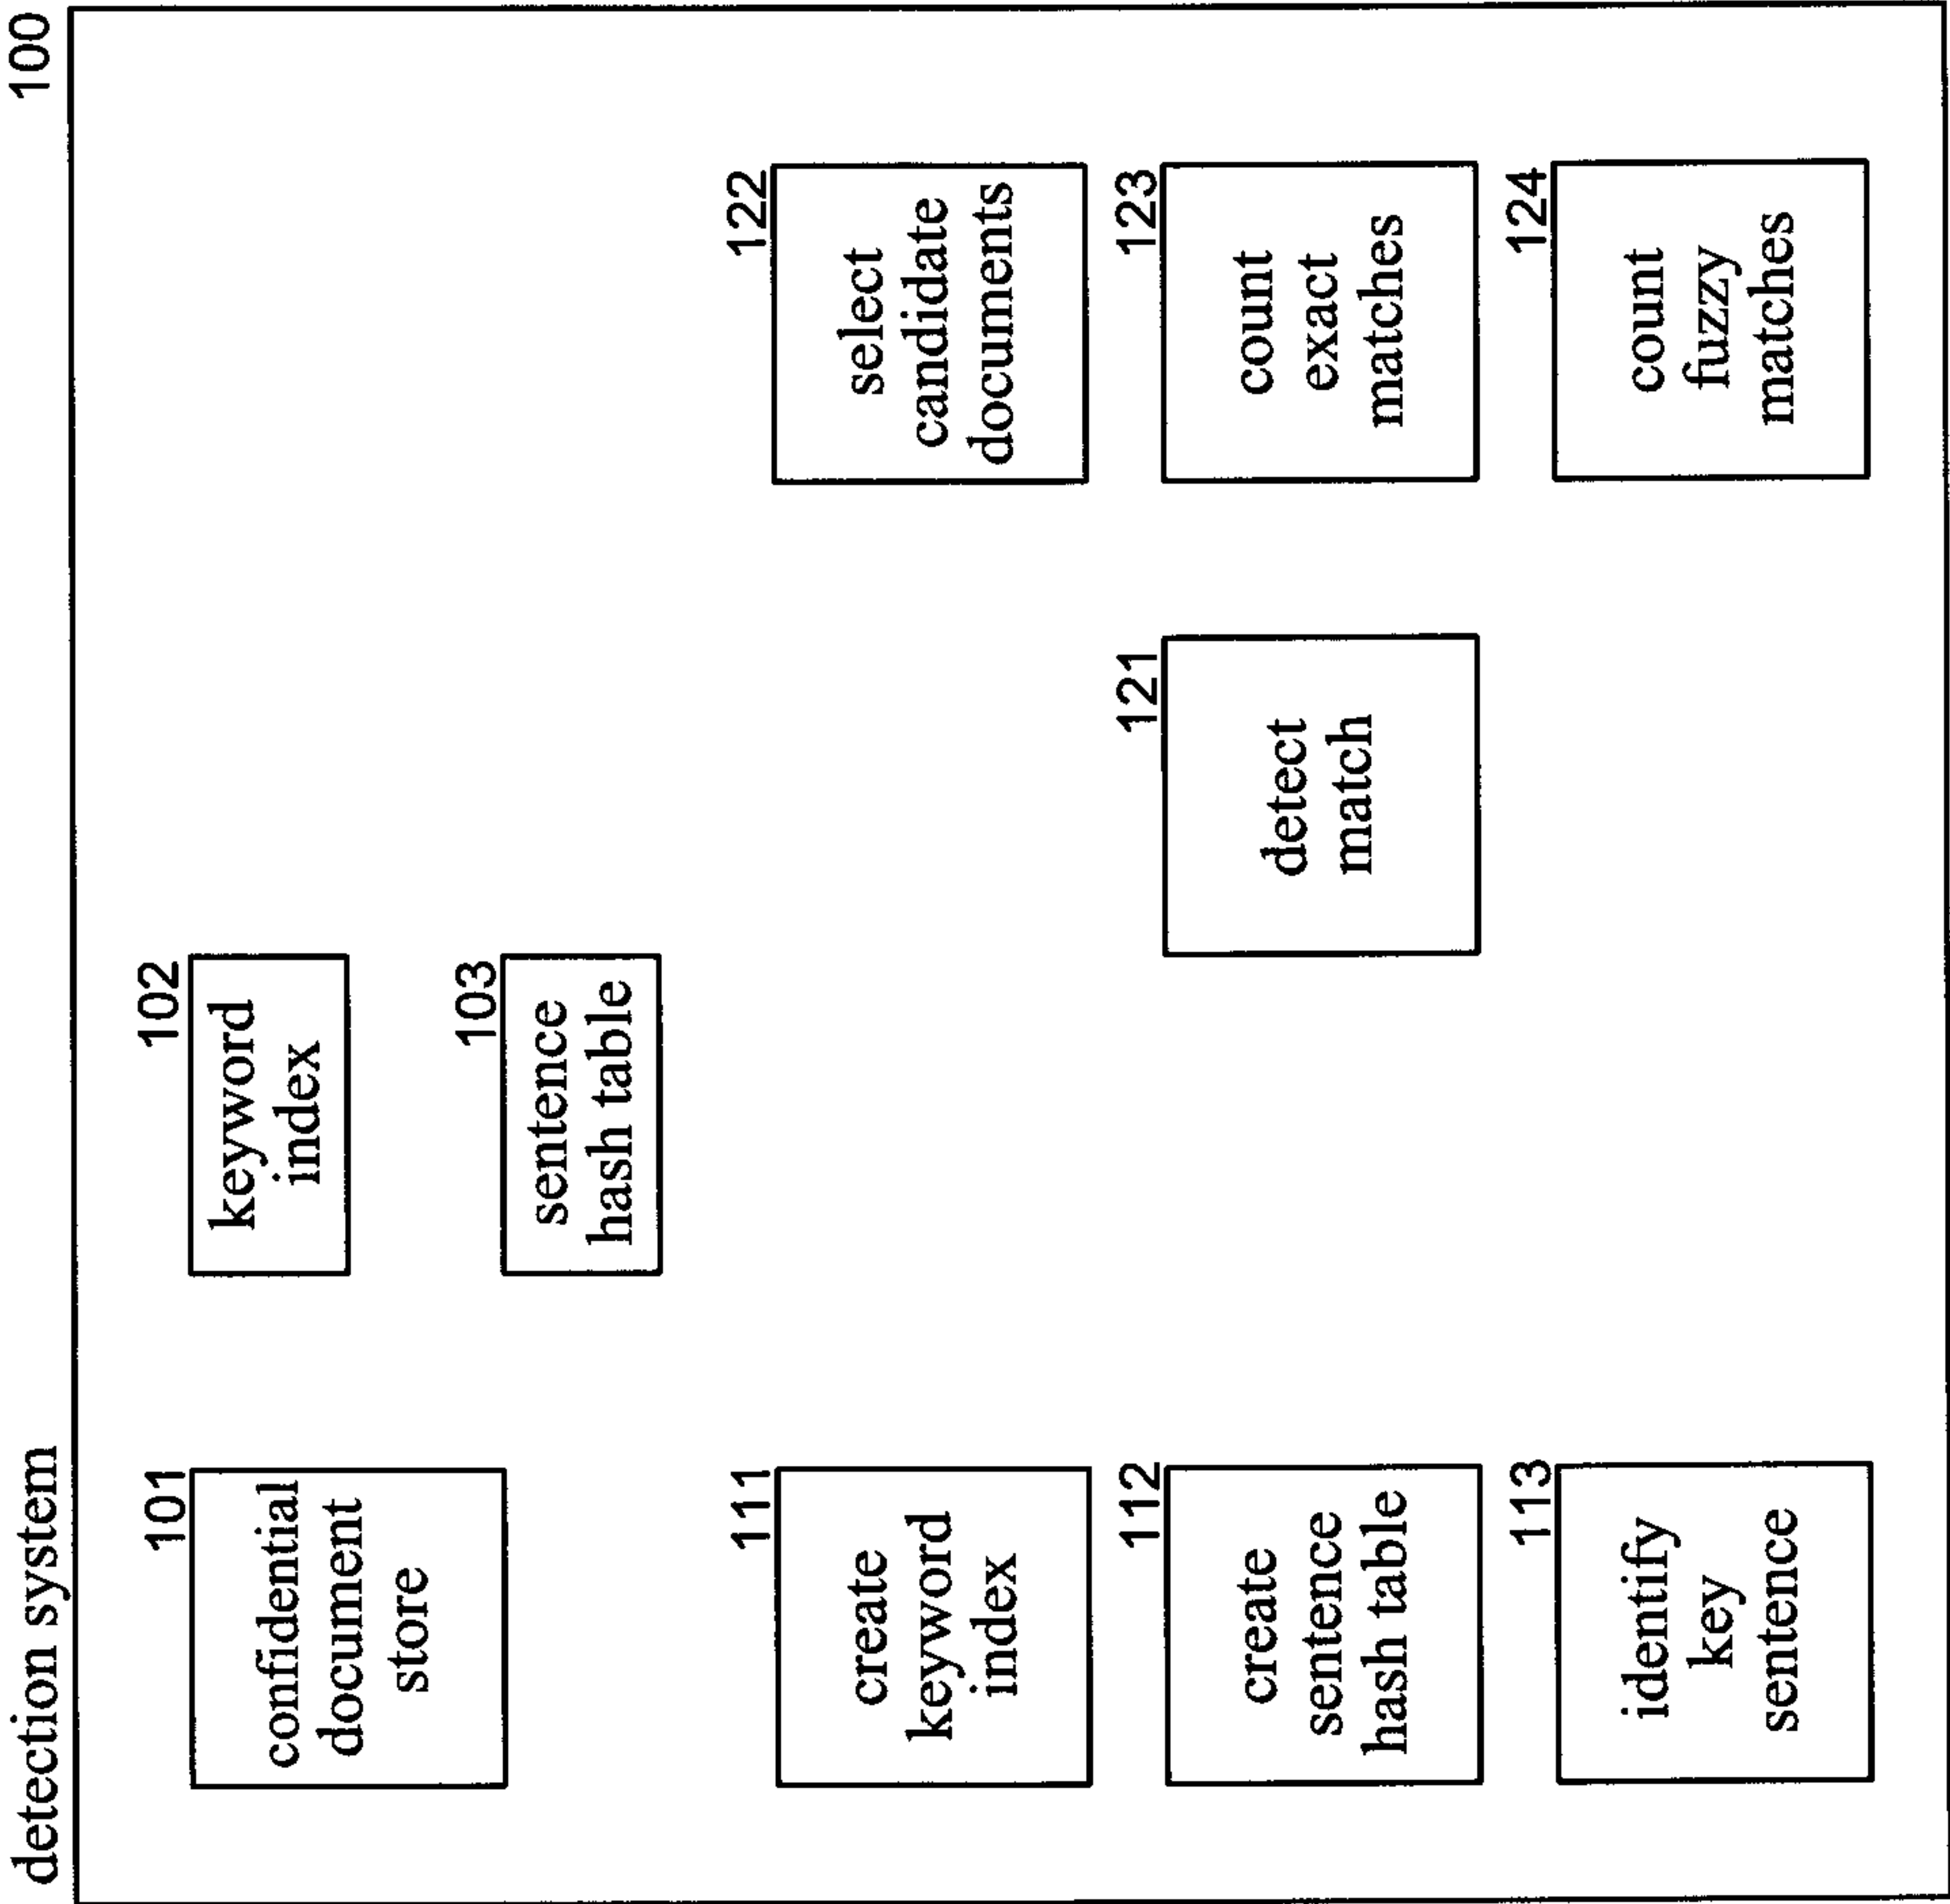 detection system
100
101
confidential
document
store
102
keyword
index
103
sentence
hash table
111
create
keyword
index
112
create
sentence
hash table
113
identify
key
sentence
121
detect
match
122
select
candidate
documents
123
count
exact
matches
124
count
fuzzy
matches